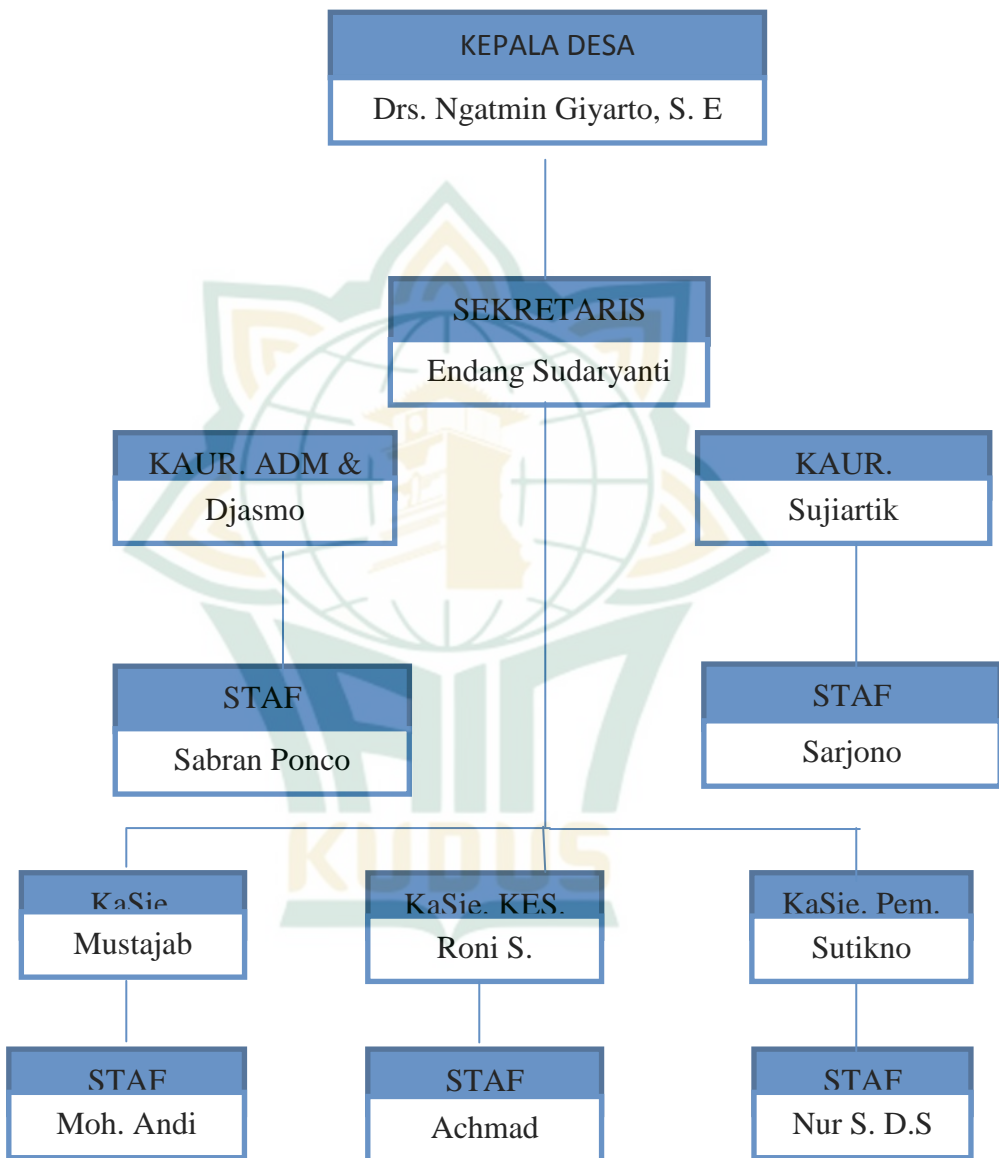 KEPALA DESA
Drs. Ngatmin Giyarto, S. E
SEKRETARIS
Endang Sudaryanti
KAUR. ADM &
Djasmo
KAUR.
Sujiartik
STAF
Sabran Ponco
STAF
Sarjono
KUDUS
KaSie.
Mustajab
KaSie. KES.
Roni S.
KaSie. Pem.
Sutikno
STAF
Moh. Andi
STAF
Achmad
STAF
Nur S. D.S